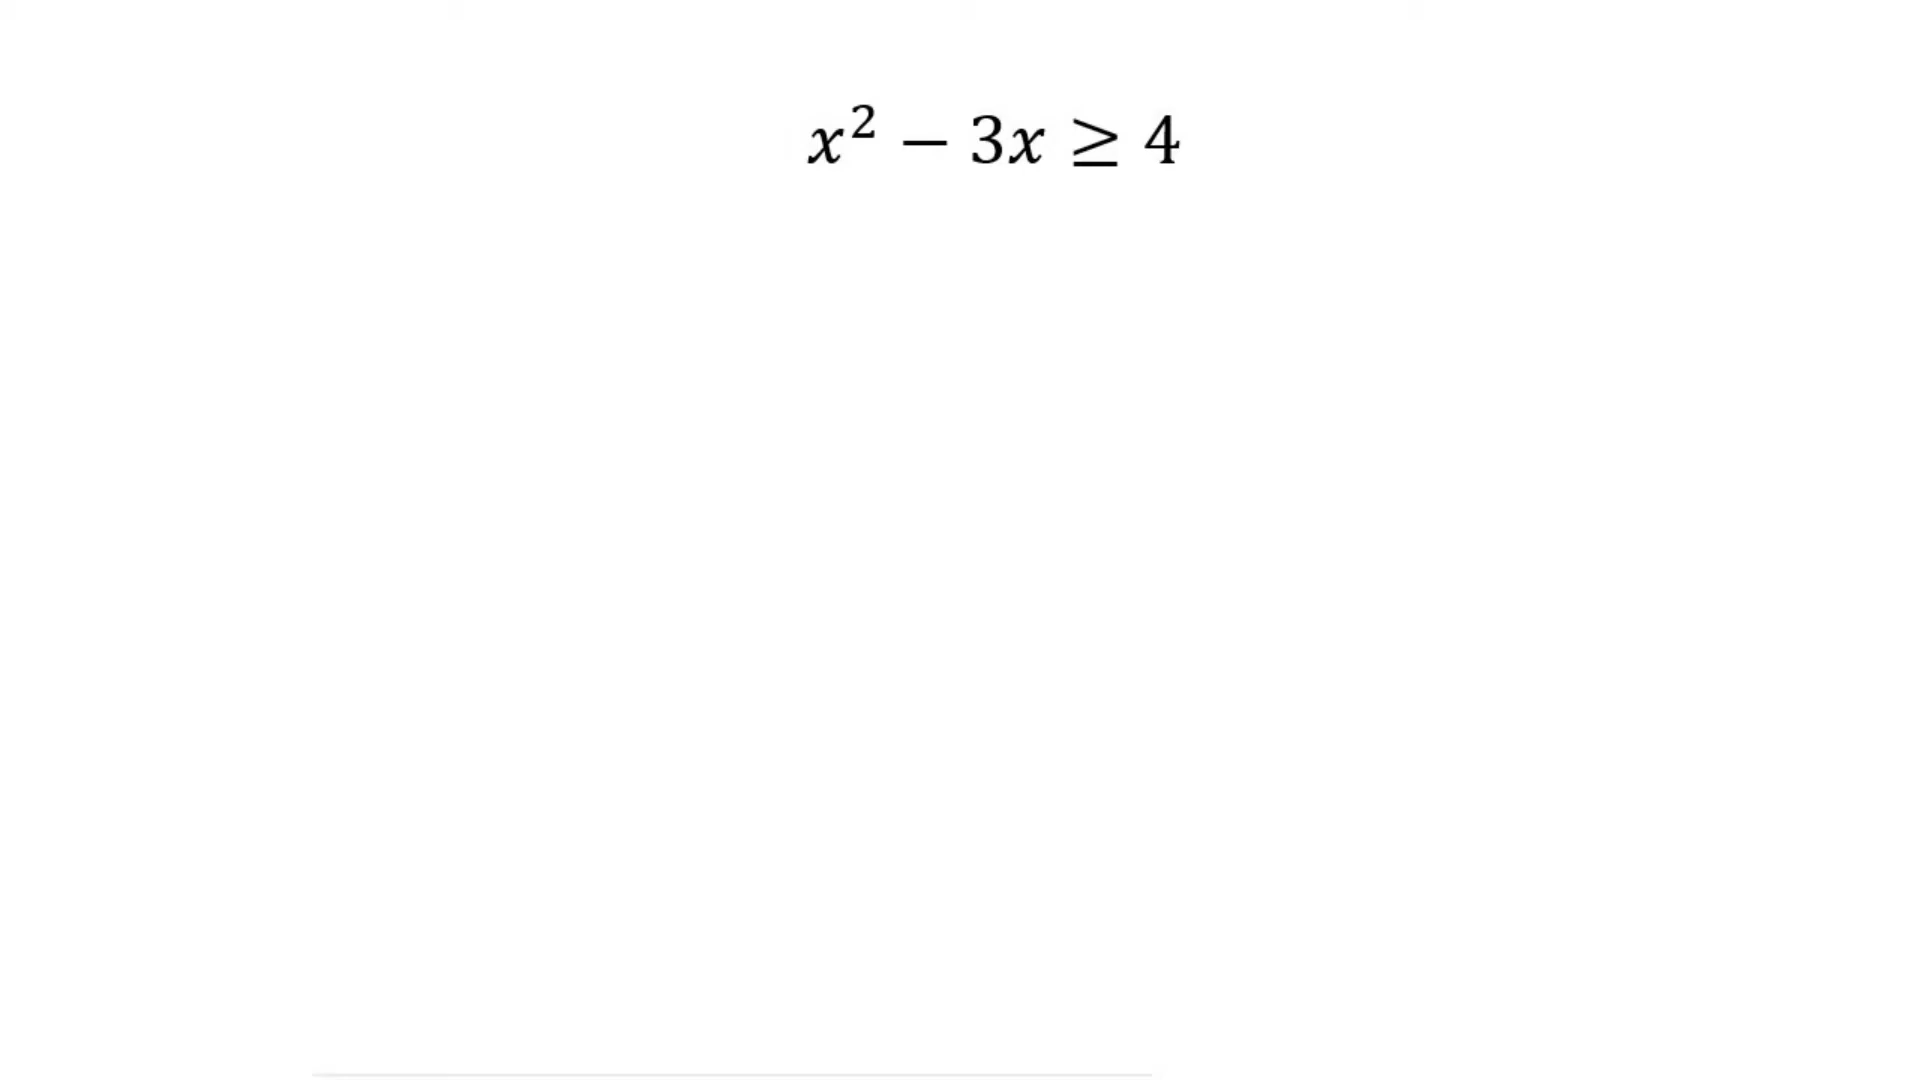 x² − 3x ≥ 4